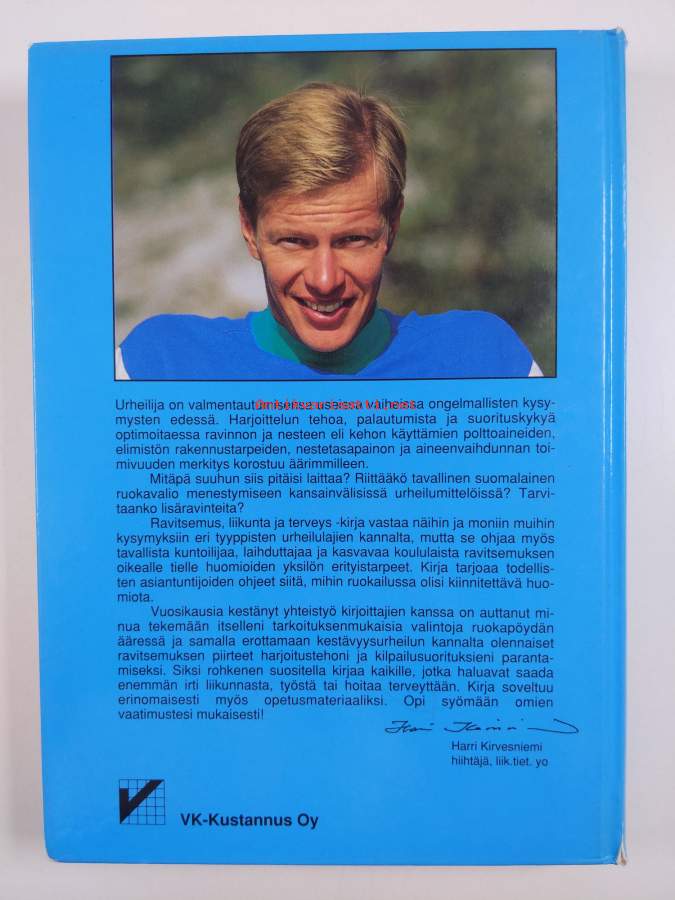 Urheilija on valmentautumisensa useissa vaiheissa ongelmallisten kysy-
mysten edessä. Harjoittelun tehoa, palautumista ja suorituskykyä
optimoitaessa ravinnon ja nesteen eli kehon käyttämien polttoaineiden,
elimistön rakennustarpeiden, nestetasapainon ja aineenvaihdunnan toi-
mivuuden merkitys korostuu äärimmilleen.
Mitäpä suuhun siis pitäisi laittaa? Riittääkö tavallinen suomalainen
ruokavalio menestymiseen kansainvälisissä urheilumittelöissä? Tarvi-
taanko lisäravinteita?
Ravitsemus, liikunta ja terveys -kirja vastaa näihin ja moniin muihin
kysymyksiin eri tyyppisten urheilulajien kannalta, mutta se ohjaa myös
tavallista kuntoilijaa, laihduttajaa ja kasvavaa koululaista ravitsemuksen
oikealle tielle huomioiden yksilön erityistarpeet. Kirja tarjoaa todellis-
ten asiantuntijoiden ohjeet siitä, mihin ruokailussa olisi kiinnitettävä huo-
miota.
Vuosikausia kestänyt yhteistyö kirjoittajien kanssa on auttanut mi-
nua tekemään itselleni tarkoituksenmukaisia valintoja ruokapöydän
ääressä ja samalla erottamaan kestävyysurheilun kannalta olennaiset
ravitsemuksen piirteet harjoitustehoni ja kilpailusuorituksieni paranta-
miseksi. Siksi rohkenen suositella kirjaa kaikille, jotka haluavat saada
enemmän irti liikunnasta, työstä tai hoitaa terveyttään. Kirja soveltuu
erinomaisesti myös opetusmateriaaliksi. Opi syömään omien
vaatimustesi mukaisesti!
Harri Kirvesniemi
hiihtäjä, liik.tiet. yo
VK-Kustannus Oy